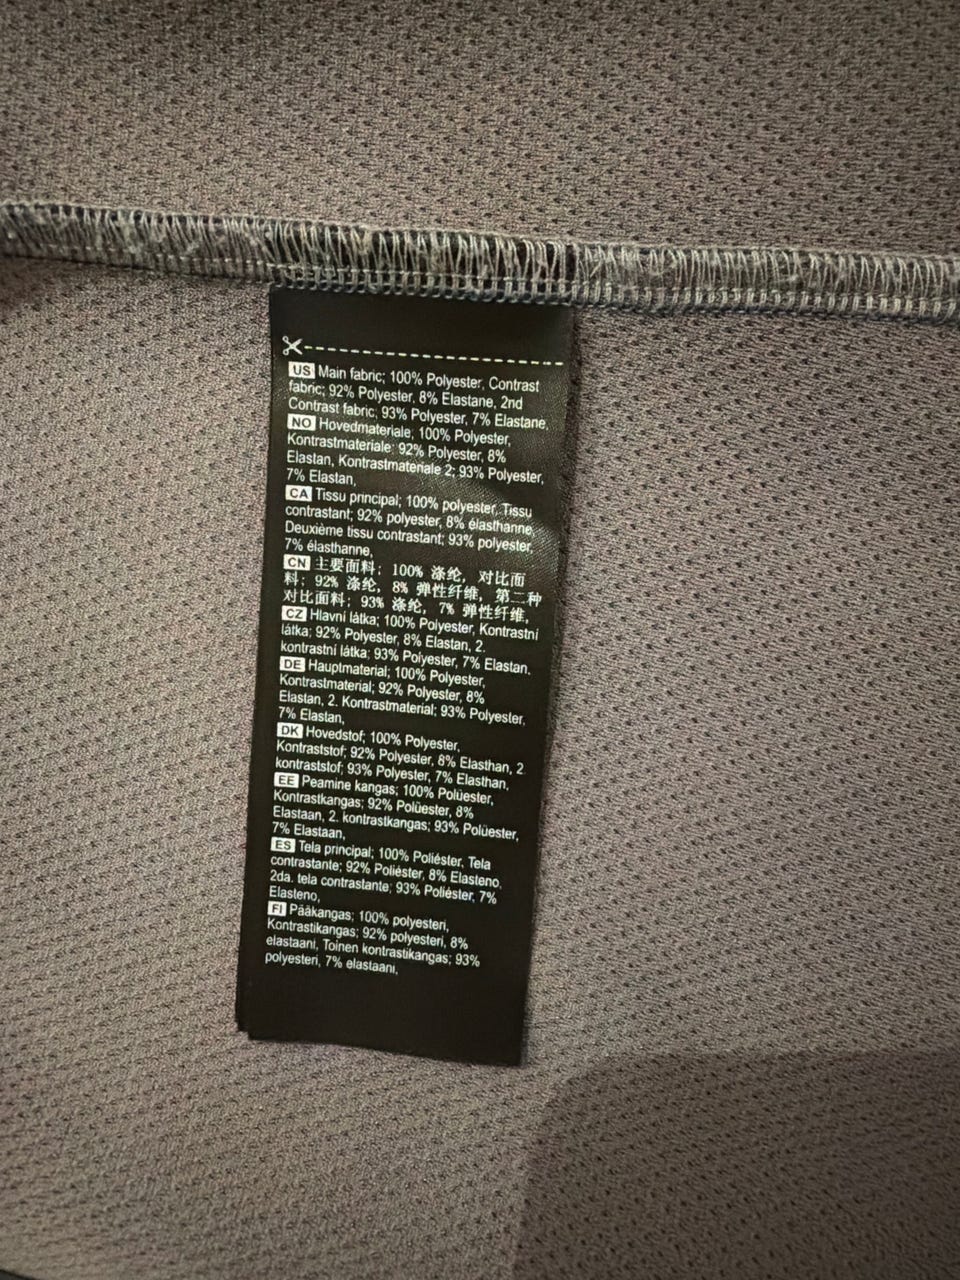 US Main fabric; 100% Polyester, Contrast
fabric; 92% Polyester, 8% Elastane, 2nd
Contrast fabric; 93% Polyester, 7% Elastane,
NO Hovedmateriale; 100% Polyester,
Kontrastmateriale; 92% Polyester, 8%
Elastan, Kontrastmateriale 2; 93% Polyester,
7% Elastan,
CA Tissu principal; 100% polyester, Tissu
contrastant; 92% polyester, 8% élasthanne,
Deuxième tissu contrastant; 93% polyester,
7% élasthanne,
CN 主要面料; 100% 涤纶, 对比面
料; 92% 涤纶, 8% 弹性纤维, 第二种
对比面料; 93% 涤纶, 7% 弹性纤维,
CZ Hlavní látka; 100% Polyester, Kontrastní
látka; 92% Polyester, 8% Elastan, 2.
kontrastní látka; 93% Polyester, 7% Elastan,
DE Hauptmaterial; 100% Polyester,
Kontrastmaterial; 92% Polyester, 8%
Elastan, 2. Kontrastmaterial; 93% Polyester,
7% Elastan,
DK Hovedstof; 100% Polyester,
Kontraststof; 92% Polyester, 8% Elasthan, 2.
kontraststof; 93% Polyester, 7% Elasthan,
EE Peamine kangas; 100% Polüester,
Kontrastkangas; 92% Polüester, 8%
Elastaan, 2. kontrastkangas; 93% Polüester,
7% Elastaan,
ES Tela principal; 100% Poliéster, Tela
contrastante; 92% Poliéster, 8% Elasteno,
2da. tela contrastante; 93% Poliéster, 7%
Elasteno,
FI Pääkangas; 100% polyesteri,
Kontrastikangas; 92% polyesteri, 8%
elastaani, Toinen kontrastikangas; 93%
polyesteri, 7% elastaani,